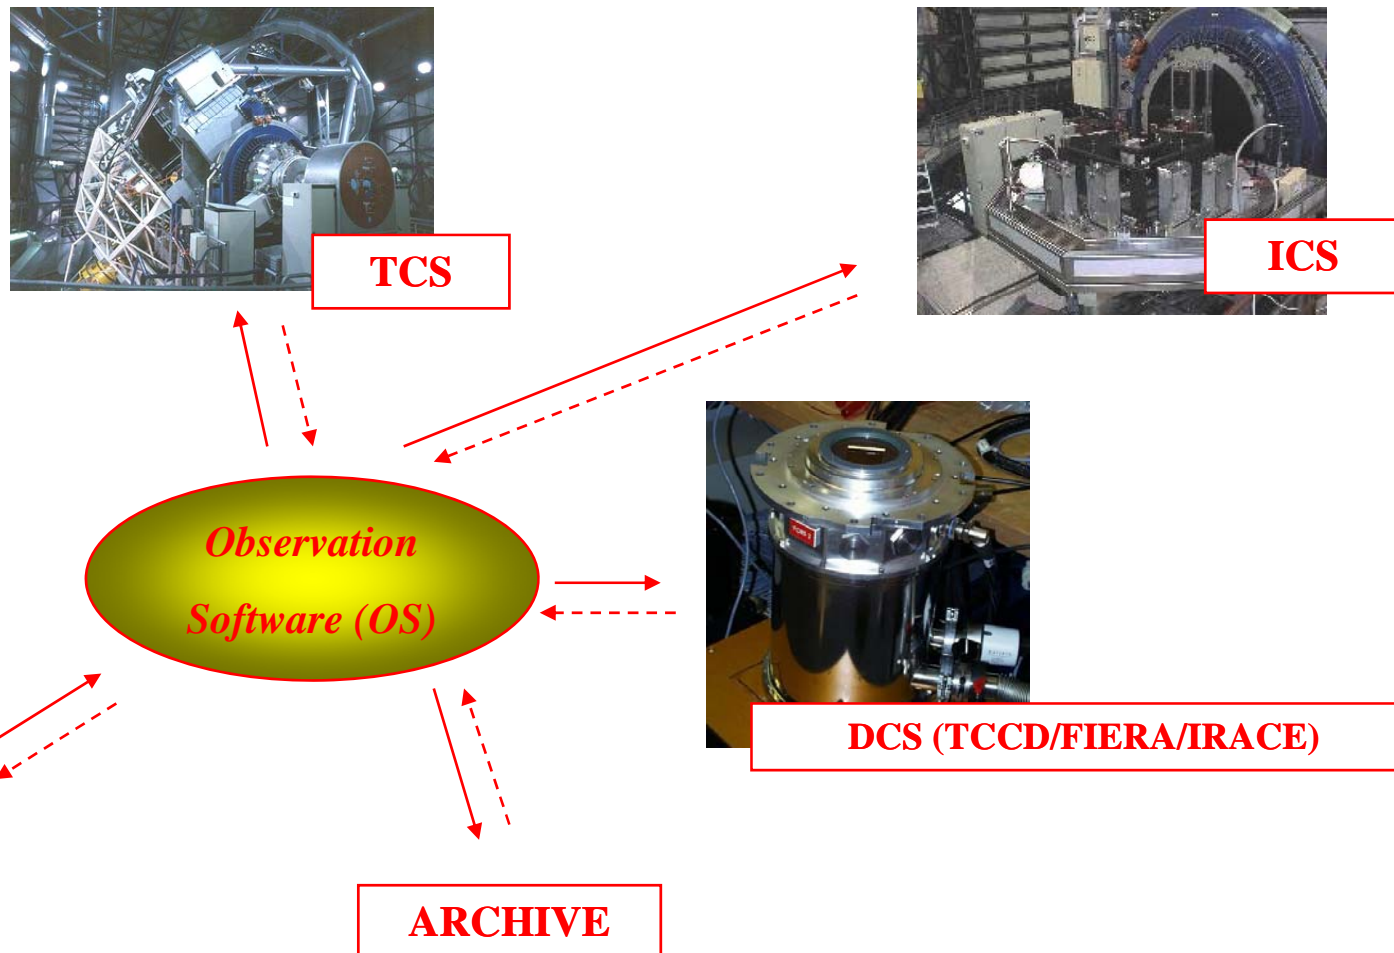 TCS
ICS
Observation
Software (OS)
DCS (TCCD/FIERA/IRACE)
ARCHIVE